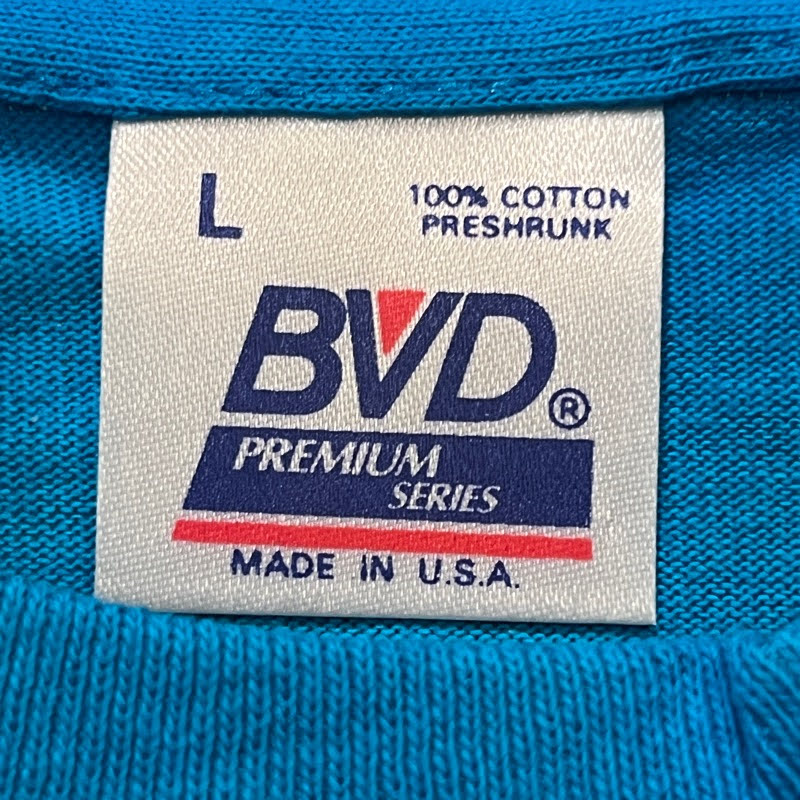 L
100% COTTON
PRESHRUNK
BVD®
PREMIUM
SERIES
MADE IN U.S.A.